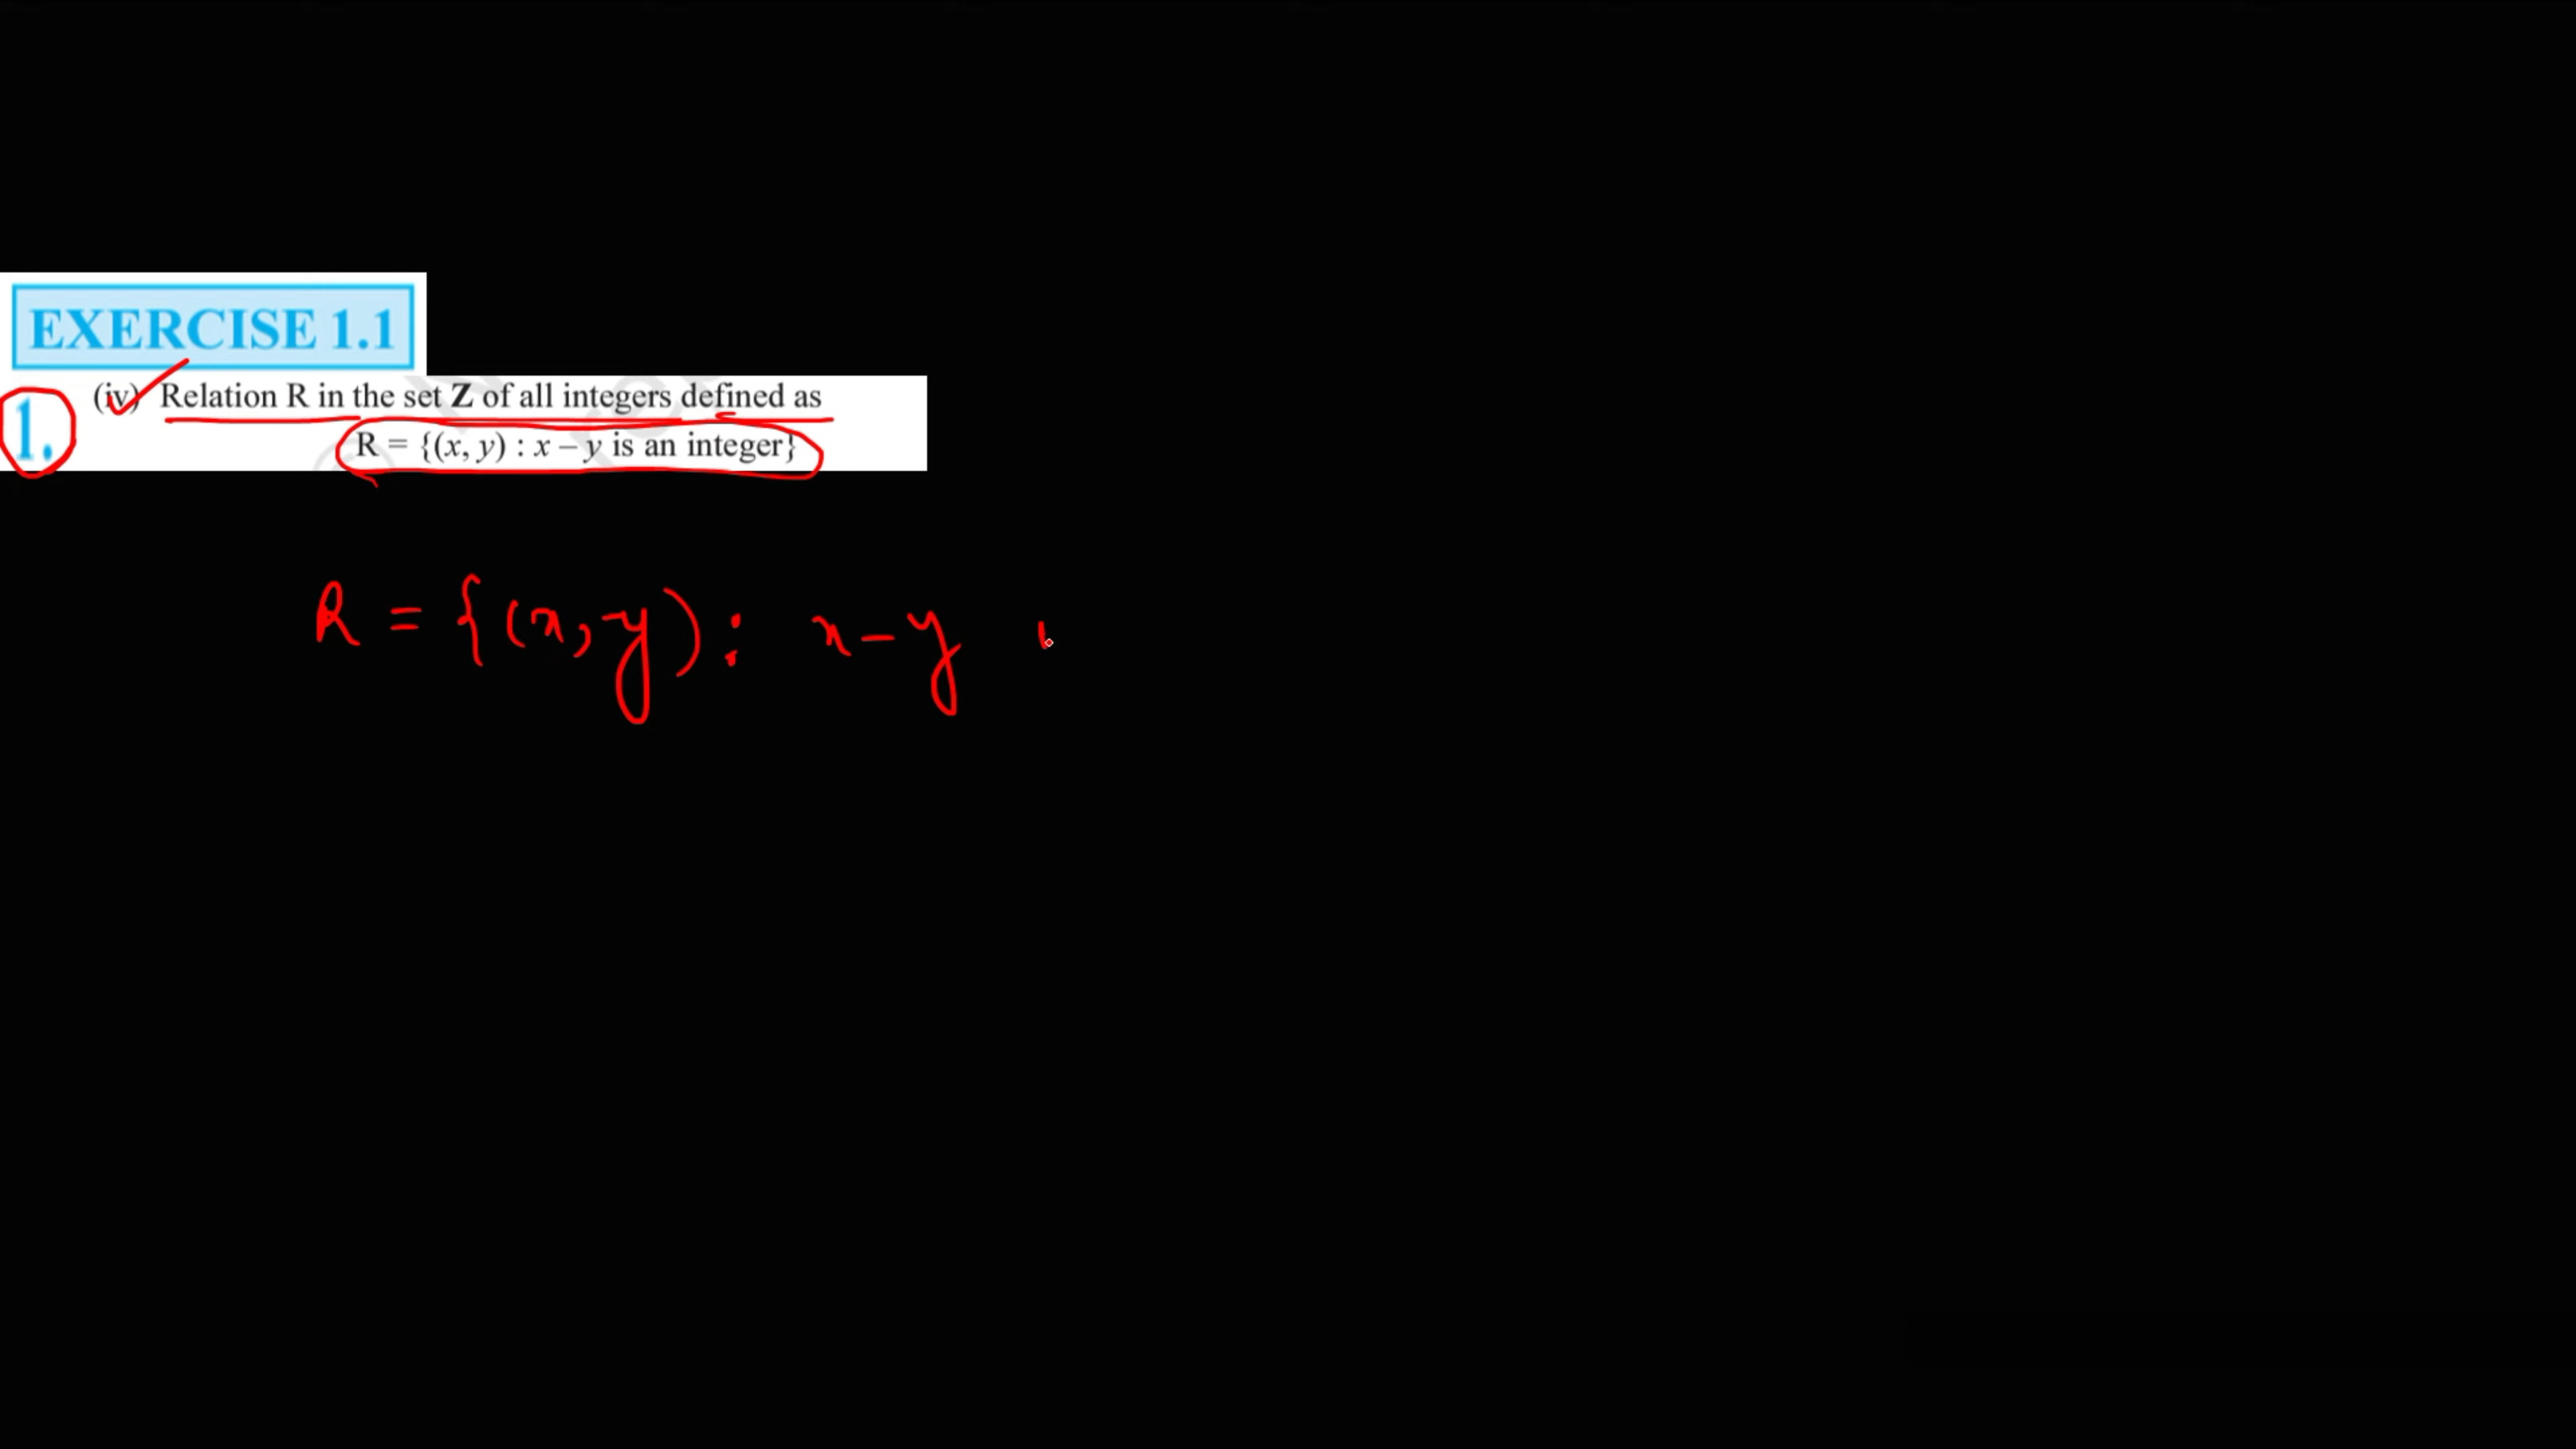 EXERCISE 1.1
1. (iv) Relation R in the set Z of all integers defined as
R = {(x, y) : x – y is an integer}
R = {(x, y) : x – y